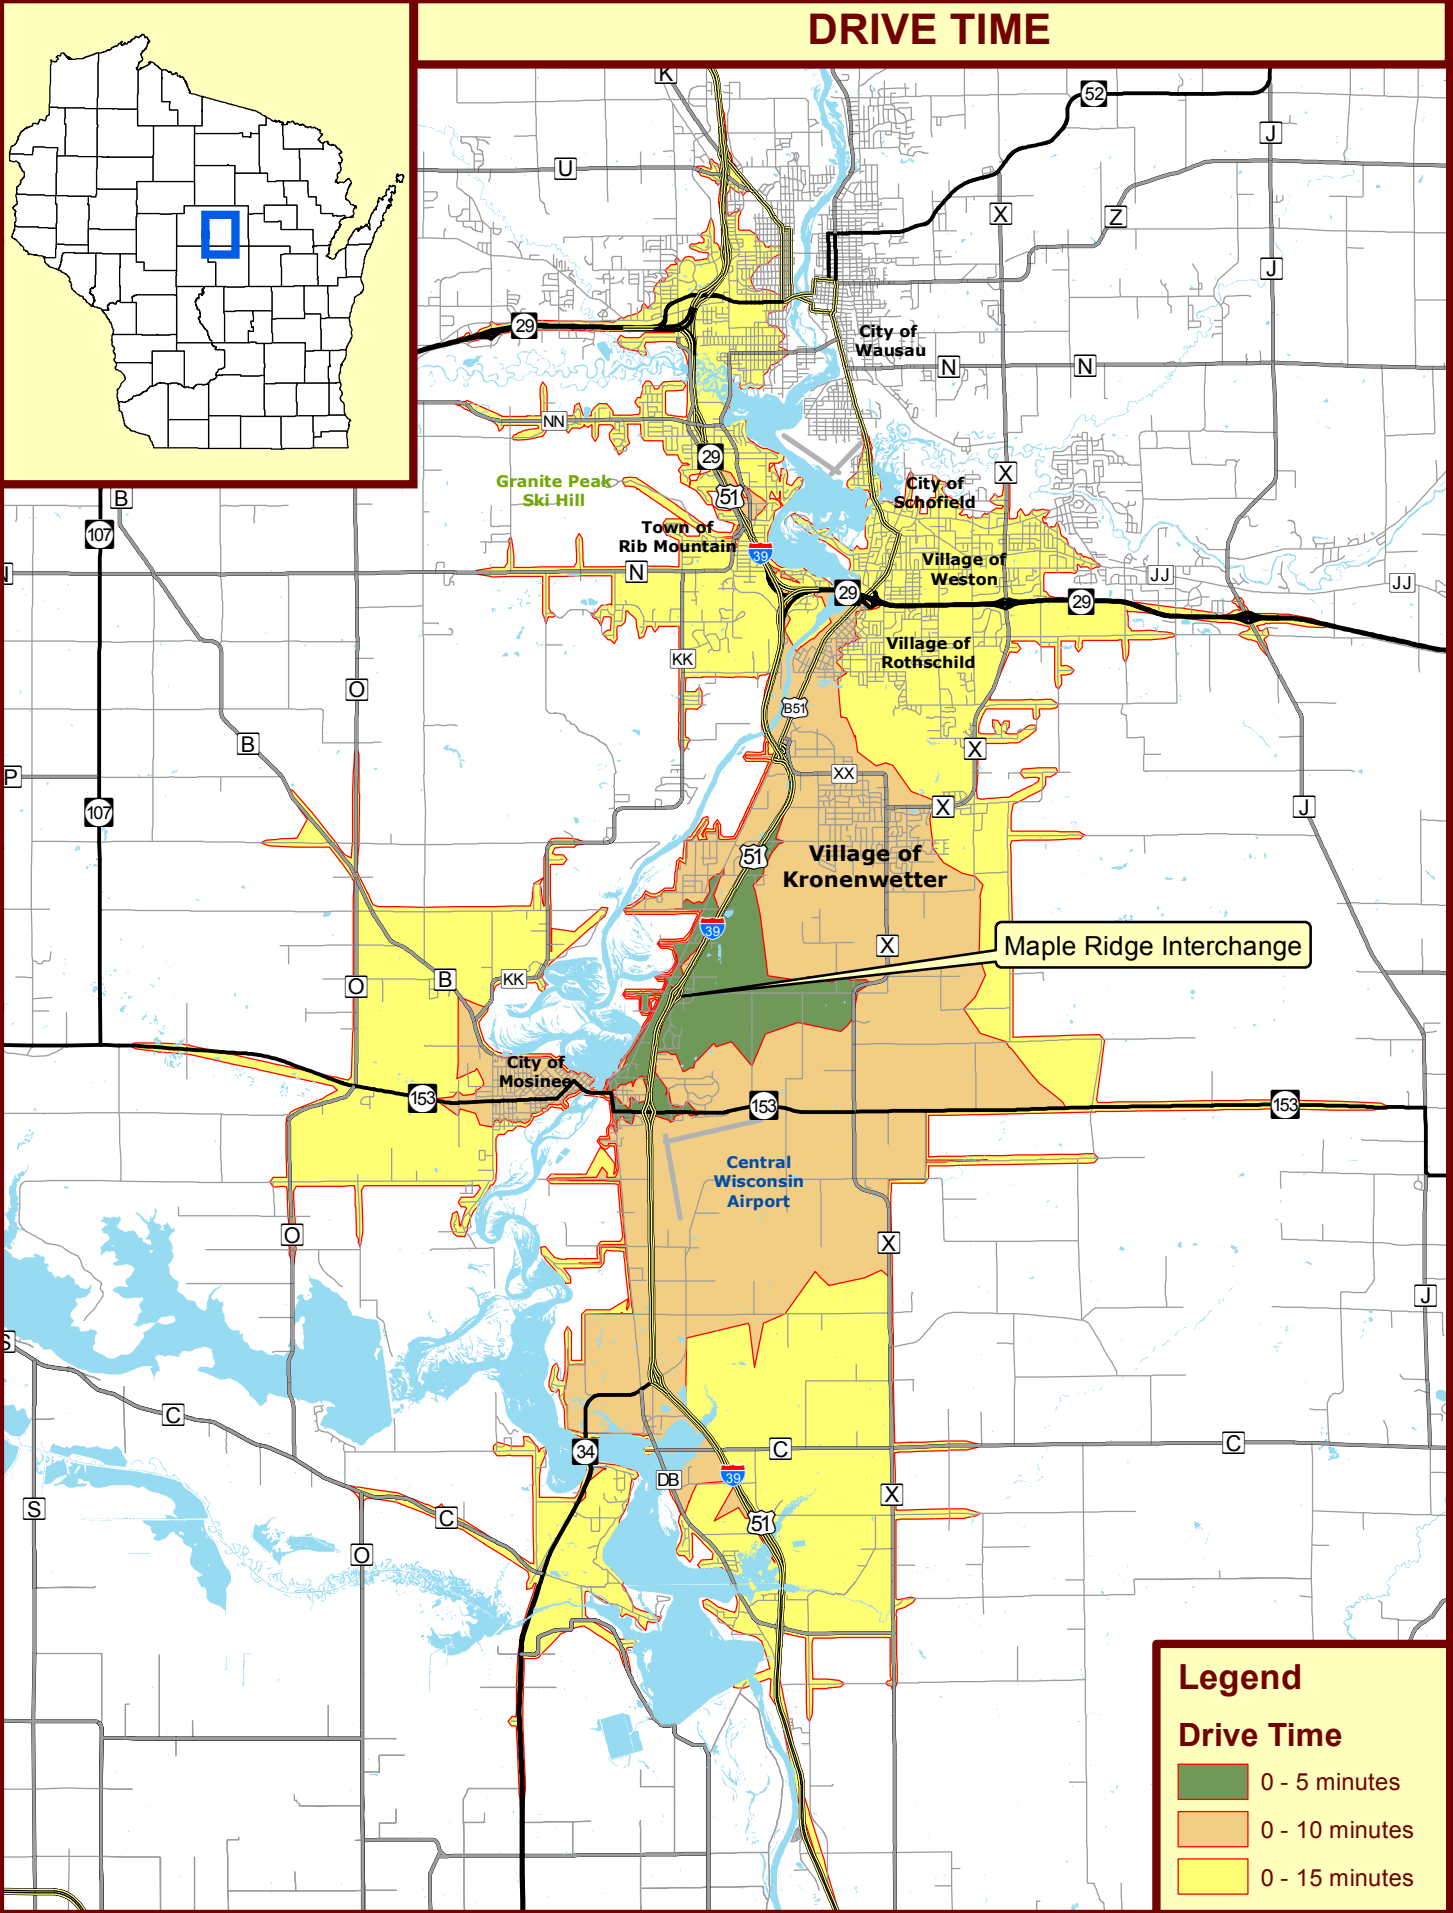 DRIVE TIME
K
52
J
U
X
Z
J
29
City of
Wausau
N
N
NN
29
Granite Peak
Ski Hill
51
City of
Schofield
X
B
107
Town of
Rib Mountain
39
N
Village of
Weston
JJ
JJ
29
29
Village of
Rothschild
KK
O
B51
B
X
P
XX
107
X
J
51
Village of
Kronenwetter
39
X
Maple Ridge Interchange
B
KK
O
City of
Mosinee
153
153
153
Central
Wisconsin
Airport
O
X
J
S
C
34
C
C
DB
39
X
S
C
51
O
Legend
Drive Time
0 - 5 minutes
0 - 10 minutes
0 - 15 minutes